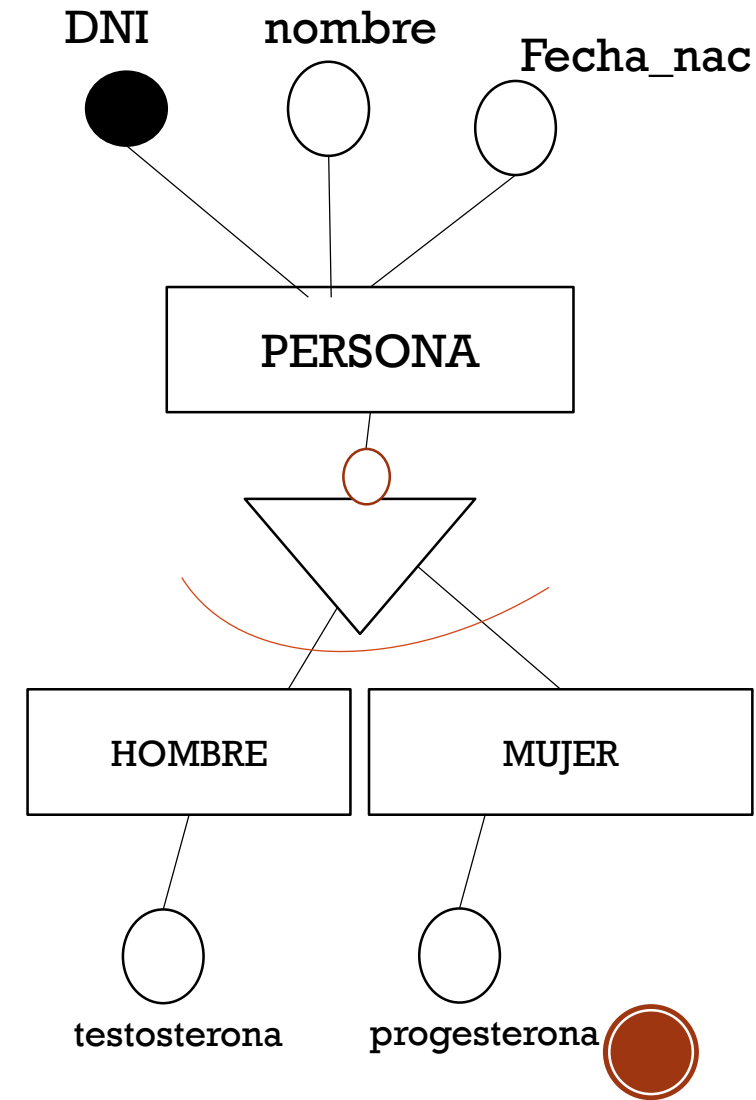 DNI
nombre
Fecha_nac
PERSONA
HOMBRE
MUJER
testosterona
progesterona